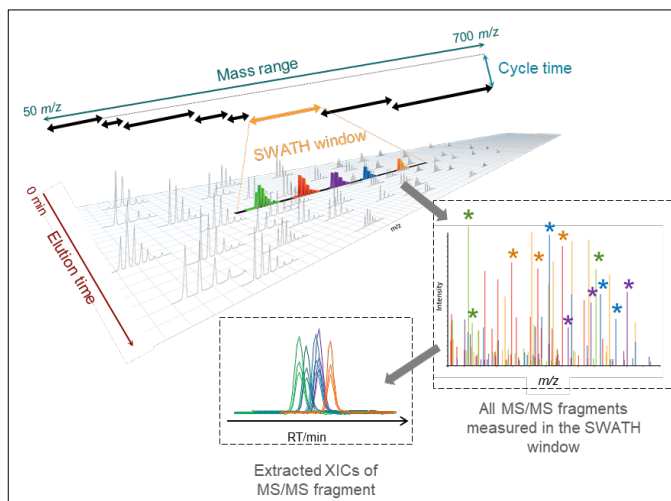 700 m/z
Mass range
Cycle time
50 m/z
SWATH window
0 min
Elution time
m/z
Intensity
* * * * * * * * * * *
m/z
RT/min
All MS/MS fragments
measured in the SWATH
window
Extracted XICs of
MS/MS fragment